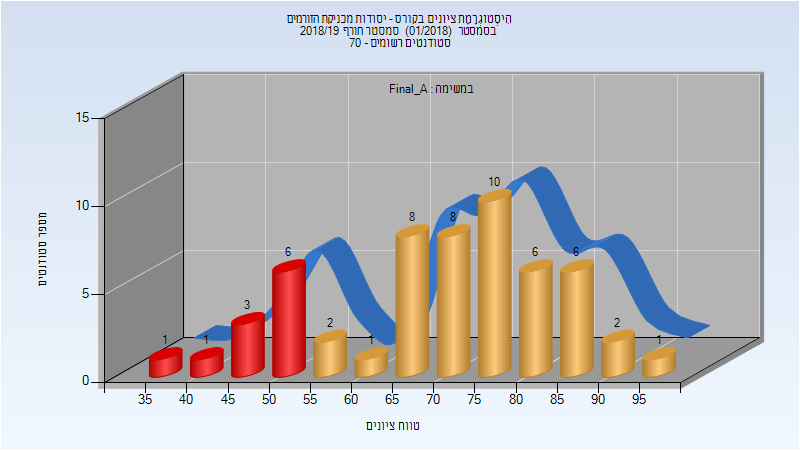 היסטוגרמת ציונים בקורס - יסודות מכניקת הזורמים
בסמסטר (01/2018) סמסטר חורף 2018/19
סטודנטים רשומים - 70
במשימה : Final_A
15
10
5
0
מספר סטודנטים
1 1 3 6 2 1 8 8 10 6 6 2 1
35 40 45 50 55 60 65 70 75 80 85 90 95
טווח ציונים